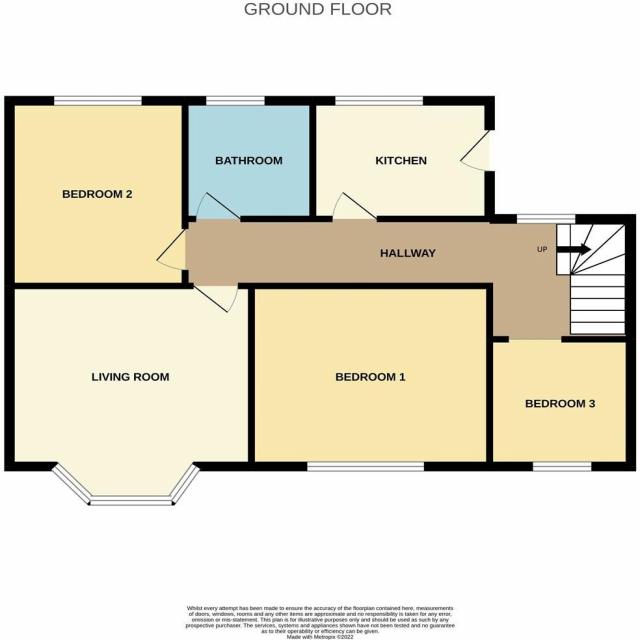 GROUND FLOOR
BATHROOM
KITCHEN
BEDROOM 2
UP
HALLWAY
LIVING ROOM
BEDROOM 1
BEDROOM 3
Whilst every attempt has been made to ensure the accuracy of the floorplan contained here, measurements
of doors, windows, rooms and any other items are approximate and no responsibility is taken for any error,
omission or mis-statement. This plan is for illustrative purposes only and should be used as such by any
prospective purchaser. The services, systems and appliances shown have not been tested and no guarantee
as to their operability or efficiency can be given.
Made with Metropix ©2022